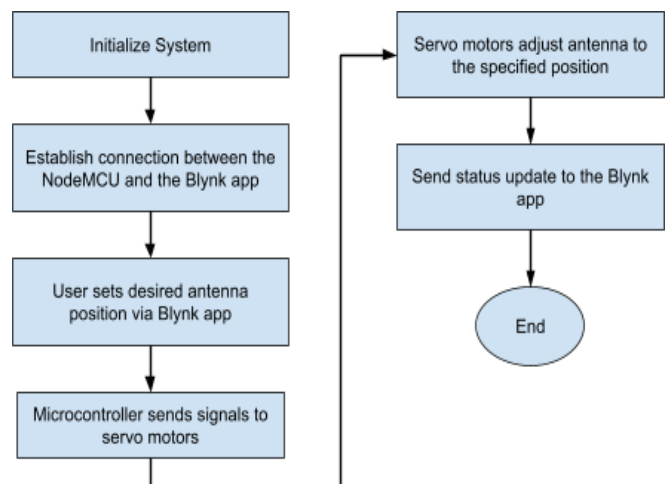 Initialize System
Establish connection between the
NodeMCU and the Blynk app
User sets desired antenna
position via Blynk app
Microcontroller sends signals to
servo motors
Servo motors adjust antenna to
the specified position
Send status update to the Blynk
app
End